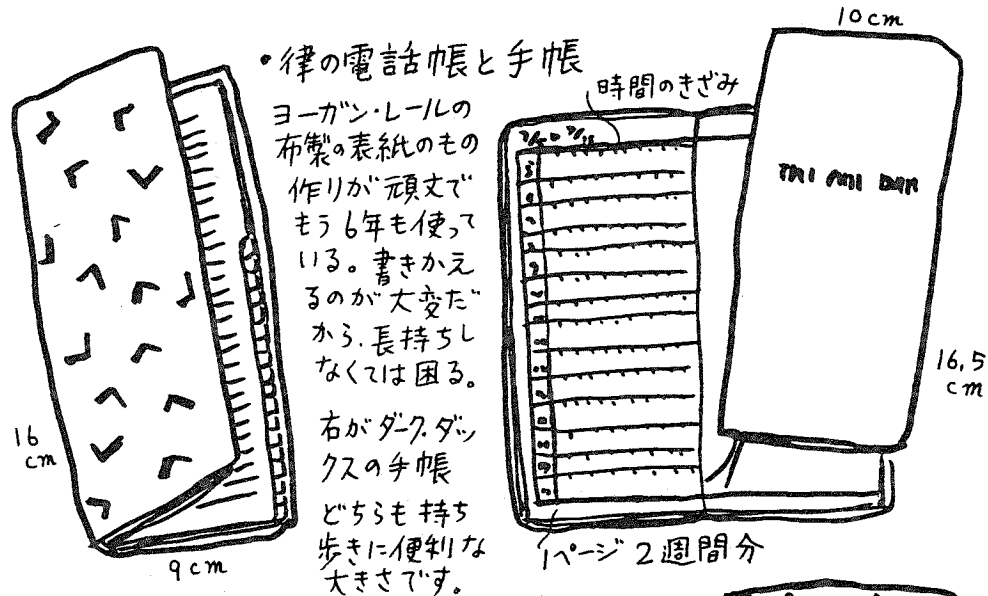 ・律の電話帳と手帳
ヨーガン・レールの
布製の表紙のもの
作りが頑丈で
もう6年も使って
いる。書きかえ
るのが大変だ
から、長持ちし
なくては困る。
右がダーク・ダッ
クスの手帳
どちらも持ち
歩きに便利な
大きさです。
16
cm
9cm
時間のきざみ
10cm
16,5
cm
1ページ2週間分